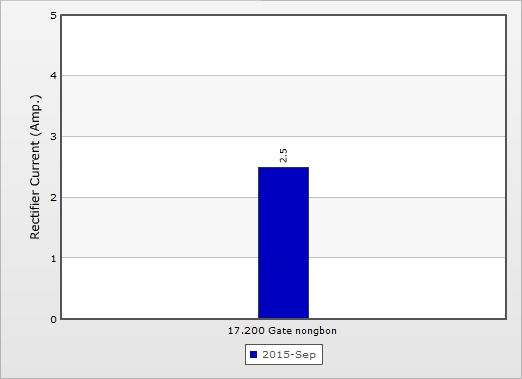 5
4
3
2
1
0
Rectifier Current (Amp.)
2.5
17.200 Gate nongbon
2015-Sep